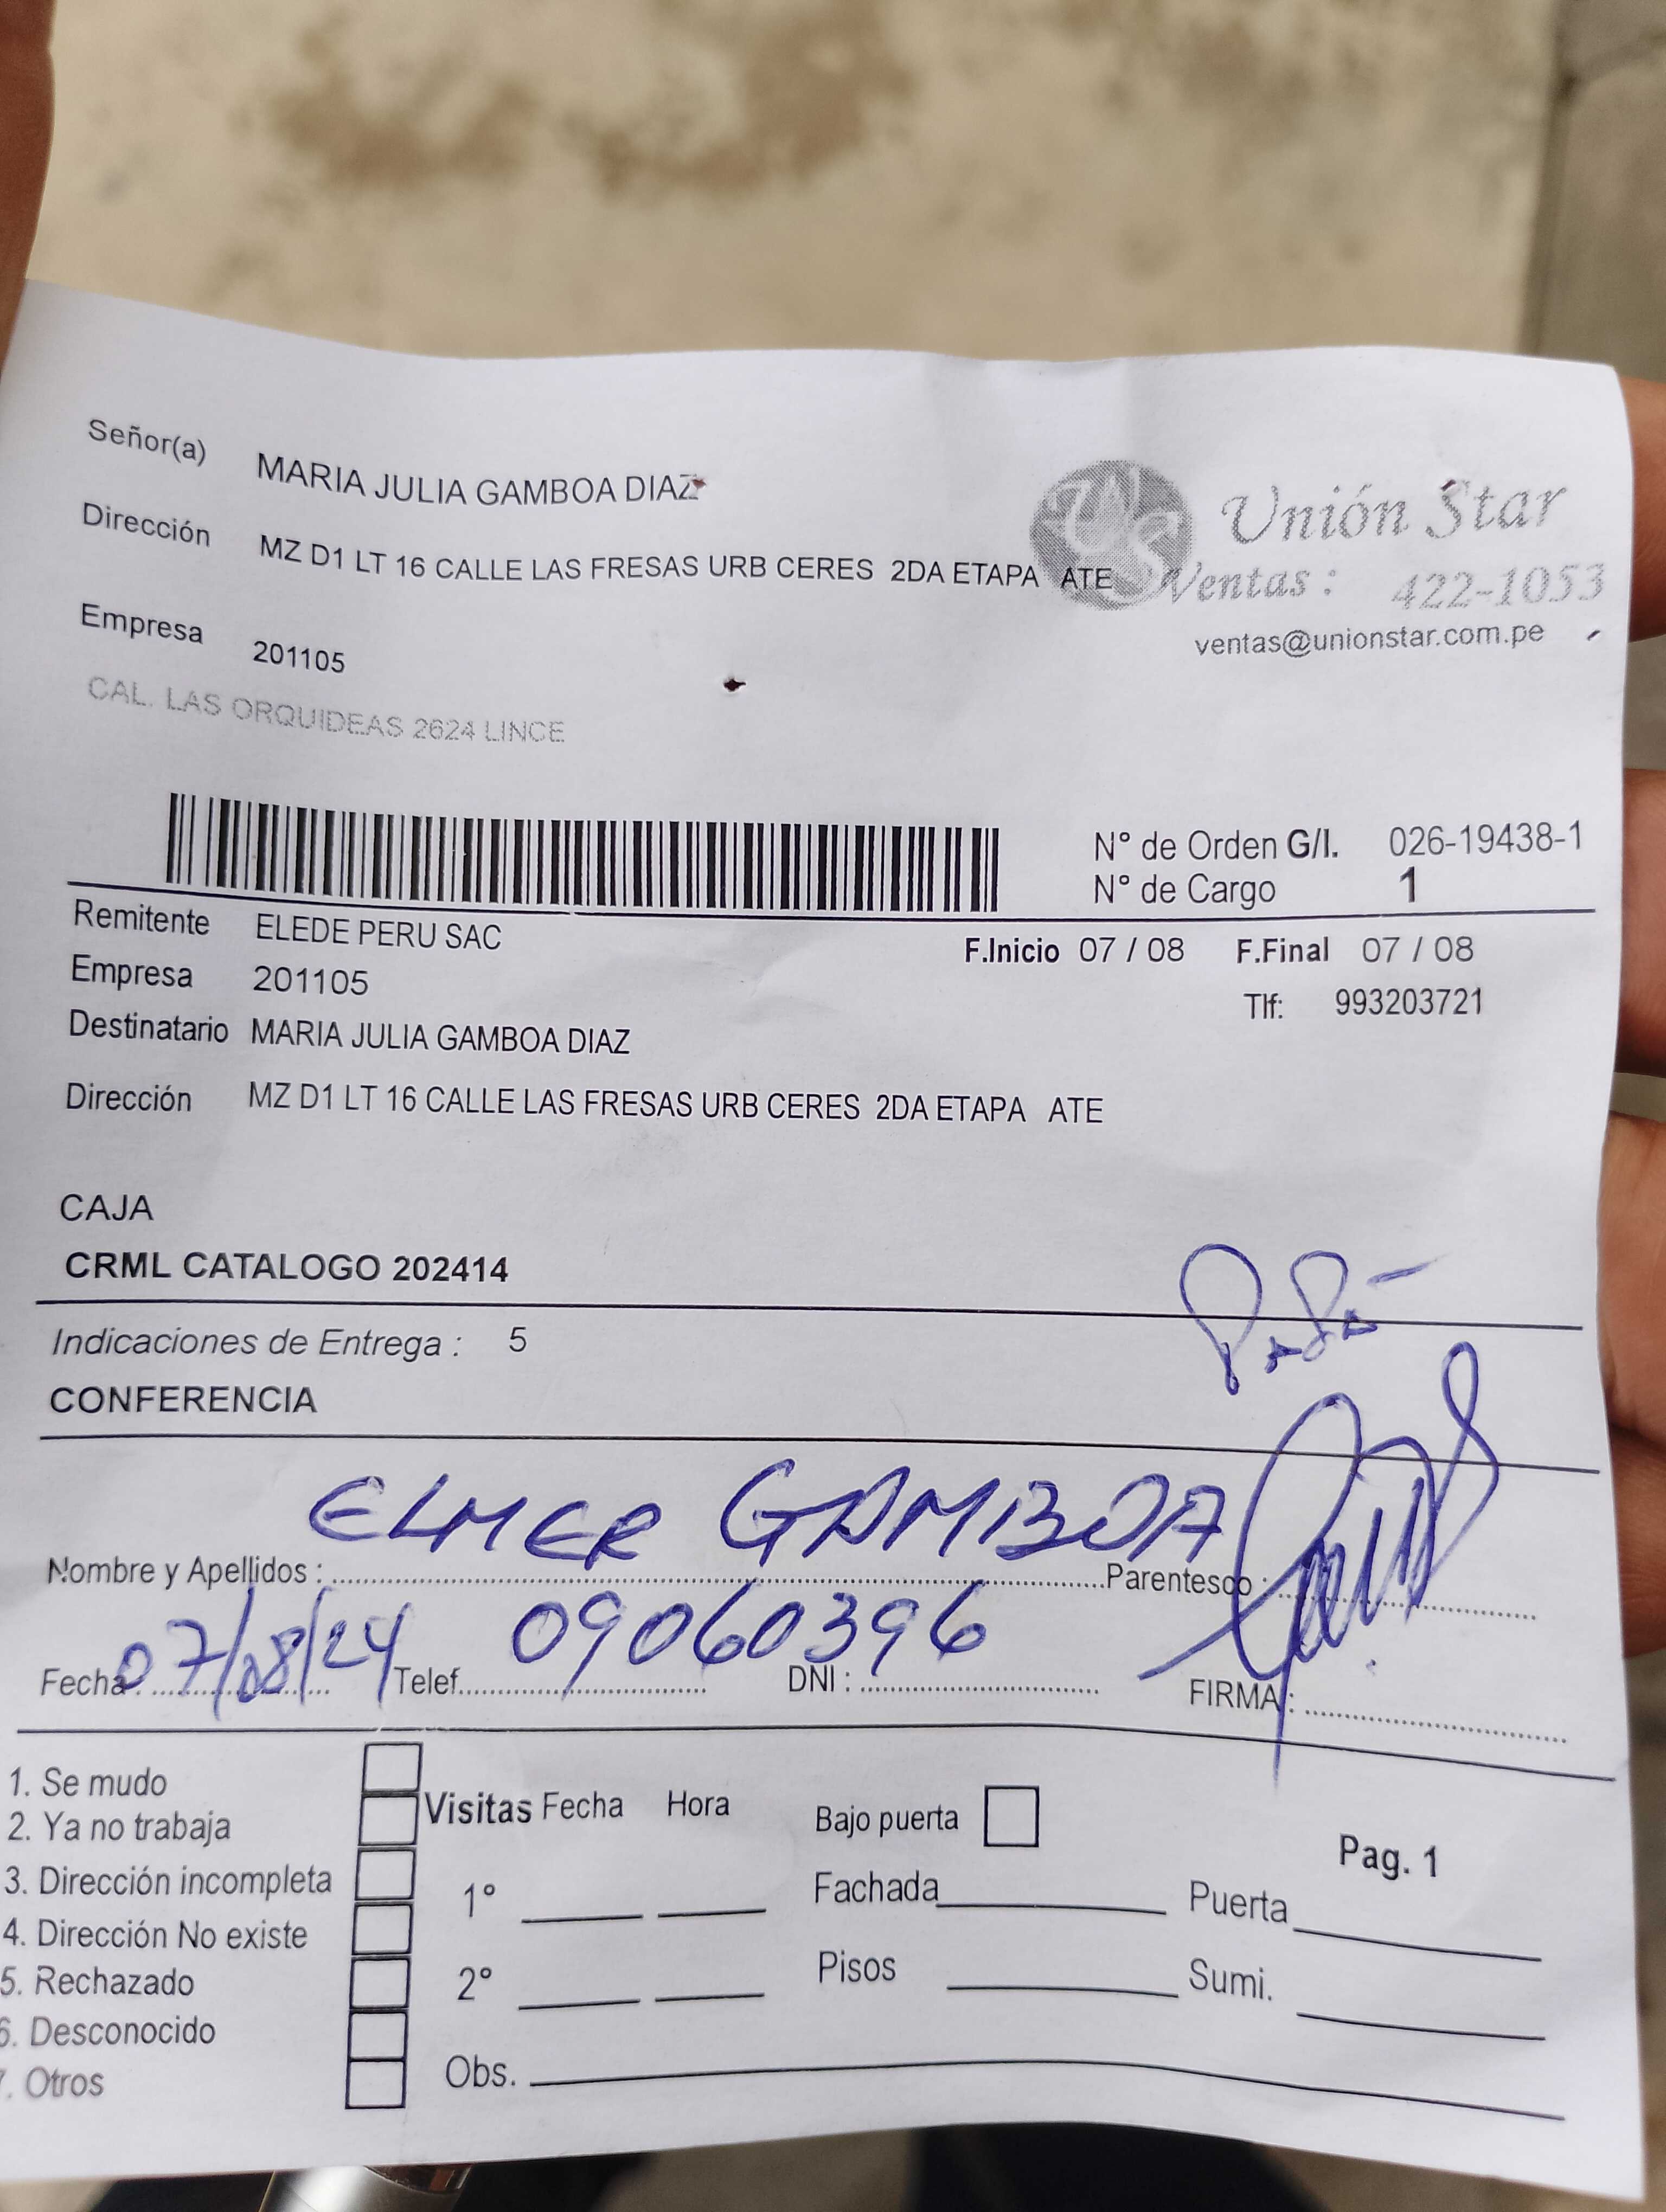 Señor(a) MARIA JULIA GAMBOA DIAZ
Unión Star
Dirección MZ D1 LT 16 CALLE LAS FRESAS URB CERES 2DA ETAPA ATE
Ventas : 422-1053
ventas@unionstar.com.pe
Empresa 201105
CAL. LAS ORQUIDEAS 2624 LINCE
N° de Orden G/I. 026-19438-1
N° de Cargo 1
Remitente ELEDE PERU SAC
F.Inicio 07 / 08 F.Final 07 / 08
Empresa 201105
Tlf: 993203721
Destinatario MARIA JULIA GAMBOA DIAZ
Dirección MZ D1 LT 16 CALLE LAS FRESAS URB CERES 2DA ETAPA ATE
CAJA
CRML CATALOGO 202414
Papá
Indicaciones de Entrega : 5
CONFERENCIA
ELMER GAMBOA
Nombre y Apellidos : Parentesco :
07/08/24 09060396
Fecha : Telef. DNI : FIRMA :
1. Se mudo
2. Ya no trabaja
3. Dirección incompleta
4. Dirección No existe
5. Rechazado
6. Desconocido
7. Otros
Visitas Fecha Hora
1°
2°
Obs.
Bajo puerta
Pag. 1
Fachada Puerta
Pisos Sumi.